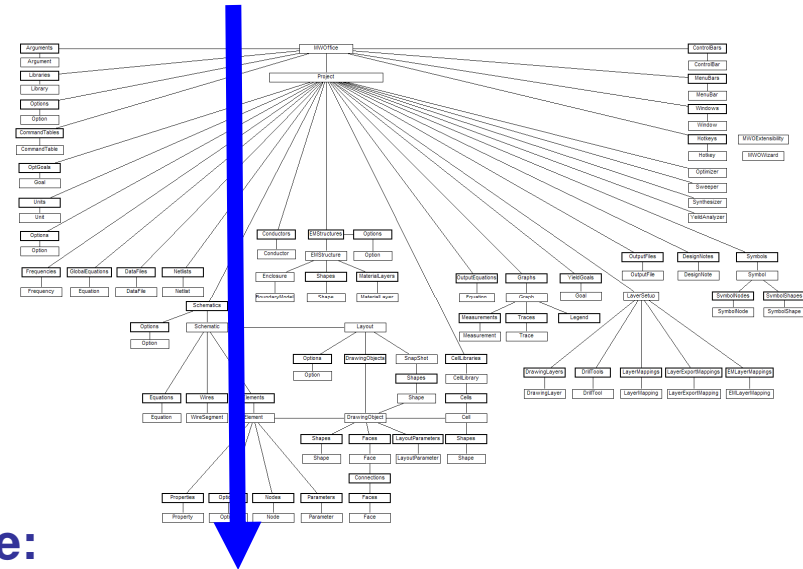 MWOffice
Project
Arguments
Argument
Libraries
Library
Options
Option
CommandTables
CommandTable
OptGoals
Goal
Units
Unit
Options
Option
Frequencies
Frequency
GlobalEquations
Equation
DataFiles
DataFile
Netlists
Netlist
Conductors
Conductor
EMStructures
EMStructure
Options
Option
Enclosure
BoundaryModel
Shapes
Shape
MaterialLayers
MaterialLayer
ControlBars
ControlBar
MenuBars
MenuBar
Windows
Window
Hotkeys
Hotkey
MWOExtensibility
MWOWizard
Optimizer
Sweeper
Synthesizer
YieldAnalyzer
OutputFiles
OutputFile
DesignNotes
DesignNote
Symbols
Symbol
SymbolNodes
SymbolNode
SymbolShapes
SymbolShape
OutputEquations
Equation
Graphs
Graph
YieldGoals
Goal
Measurements
Measurement
Traces
Trace
Legend
LayerSetup
DrawingLayers
DrawingLayer
DrillTools
DrillTool
LayerMappings
LayerMapping
LayerExportMappings
LayerExportMapping
EMLayerMappings
EMLayerMapping
Schematics
Schematic
Options
Option
Layout
Options
Option
DrawingObjects
SnapShot
Shapes
Shape
CellLibraries
CellLibrary
Cells
Cell
Shapes
Shape
Equations
Equation
Wires
WireSegment
Elements
Element
DrawingObject
Shapes
Shape
Faces
Face
LayoutParameters
LayoutParameter
Connections
Faces
Face
Properties
Property
Nodes
Node
Parameters
Parameter
e: